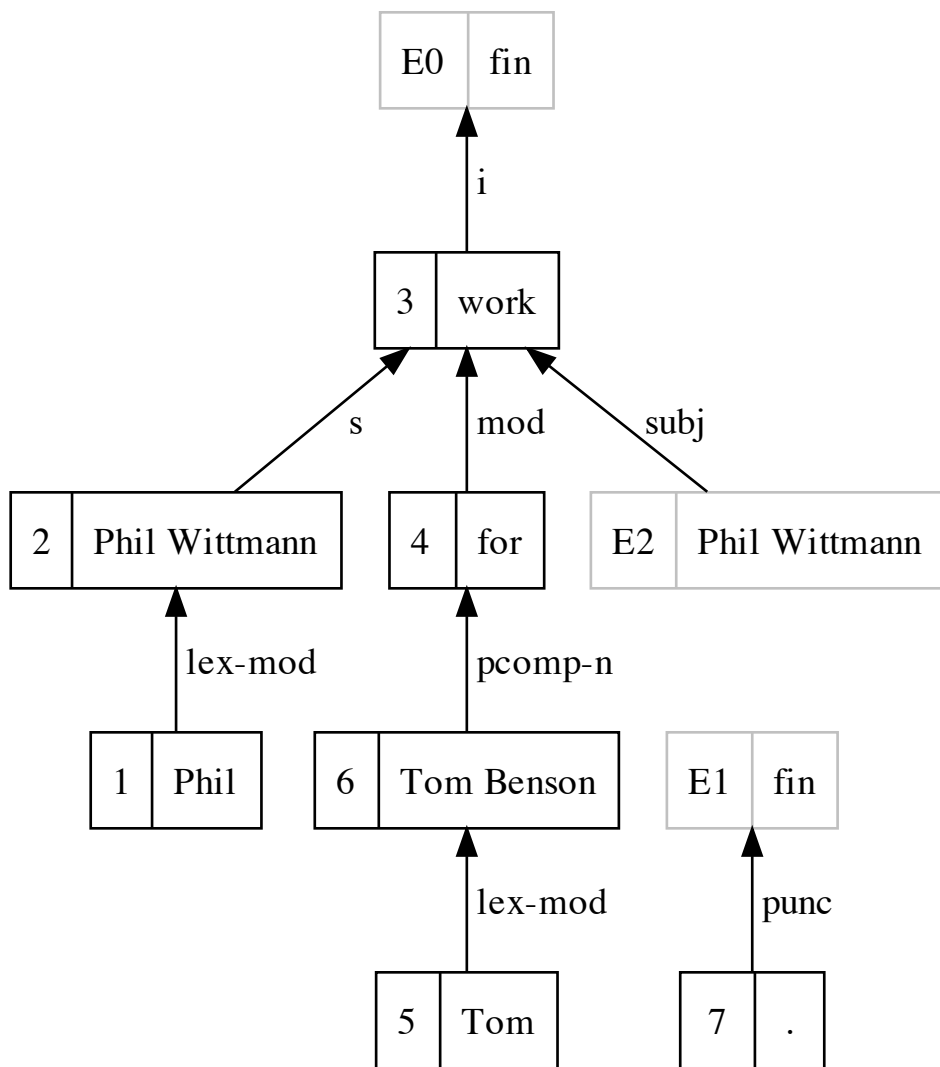 E0 fin
i
3 work
s mod subj
2 Phil Wittmann 4 for E2 Phil Wittmann
lex-mod pcomp-n
1 Phil 6 Tom Benson E1 fin
lex-mod punc
5 Tom 7 .